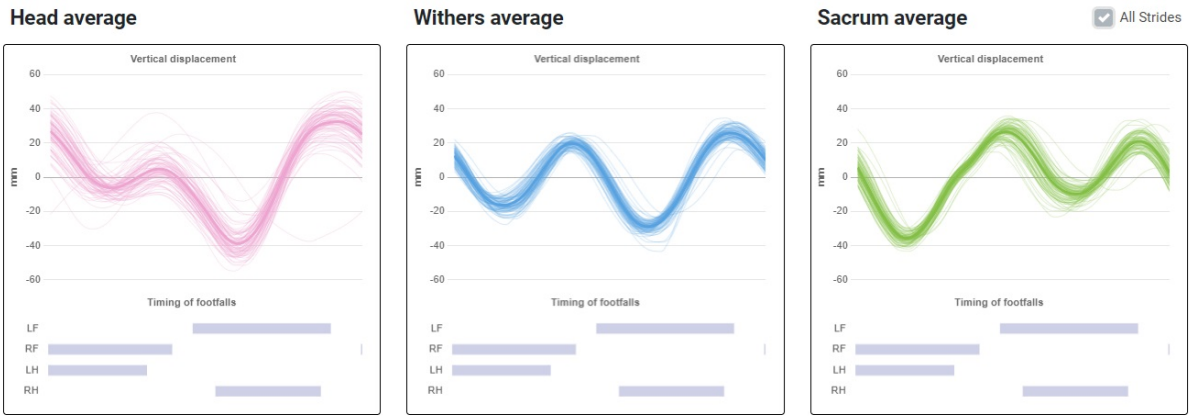 Head average
Vertical displacement
60
40
20
0
-20
-40
-60
mm
Timing of footfalls
LF
RF
LH
RH
Withers average
Vertical displacement
60
40
20
0
-20
-40
-60
mm
Timing of footfalls
LF
RF
LH
RH
Sacrum average
All Strides
Vertical displacement
60
40
20
0
-20
-40
-60
mm
Timing of footfalls
LF
RF
LH
RH